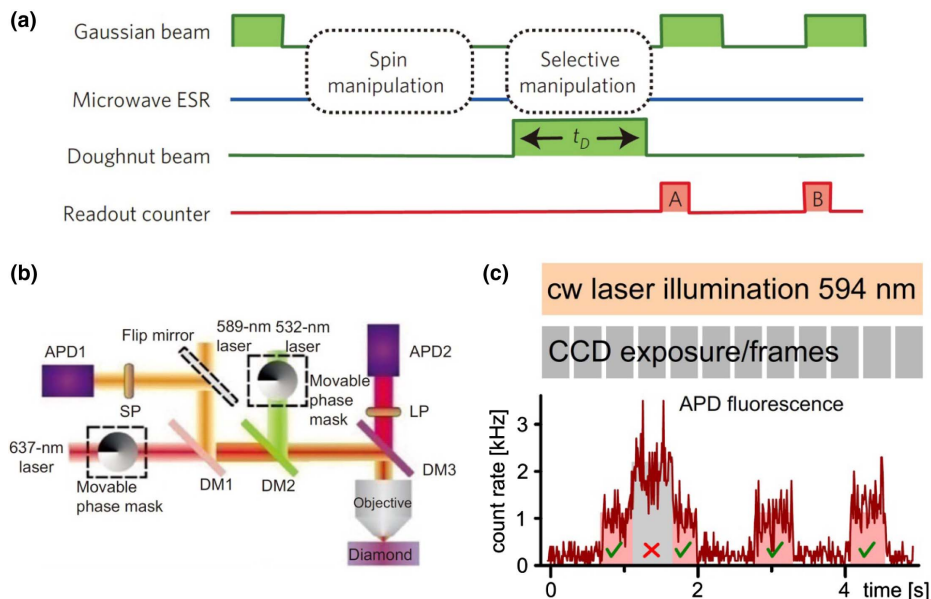 (a)
Gaussian beam
Spin
manipulation
Selective
manipulation
Microwave ESR
t_D
Doughnut beam
A
B
Readout counter
(b)
Flip mirror
589-nm
laser
532-nm
laser
APD1
APD2
SP
Movable
phase
mask
LP
637-nm
laser
DM1
DM2
DM3
Movable
phase mask
Objective
Diamond
(c)
cw laser illumination 594 nm
CCD exposure/frames
APD fluorescence
count rate [kHz]
3
2
1
0
0
2
4
time [s]